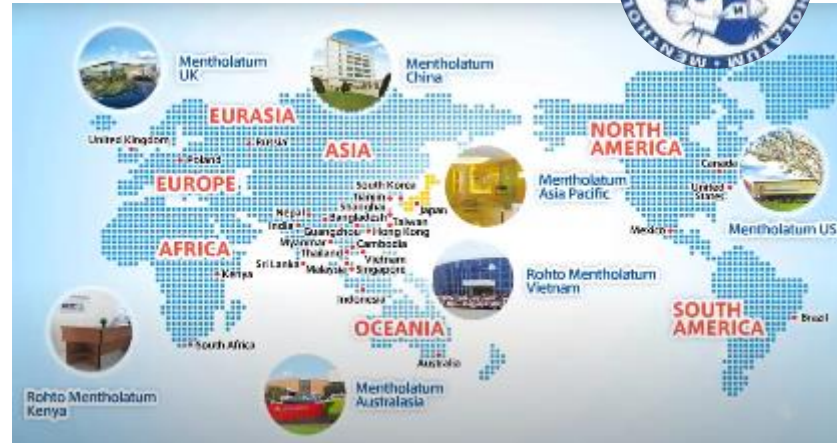 MENTHOLATUM
Mentholatum
UK
Mentholatum
China
EURASIA
United Kingdom
Russia
Poland
ASIA
EUROPE
NORTH
AMERICA
Canada
United
States
Mexico
Mentholatum US
South Korea
Tianjin
Shanghai
Japan
Nepal
Bangladesh
Taiwan
India
Guangzhou
Hong Kong
Myanmar
Cambodia
Thailand
Vietnam
Sri Lanka
Malaysia
Singapore
Indonesia
Mentholatum
Asia Pacific
AFRICA
Kenya
South Africa
Rohto Mentholatum
Vietnam
OCEANIA
Australia
SOUTH
AMERICA
Brazil
Rohto Mentholatum
Kenya
Mentholatum
Australasia